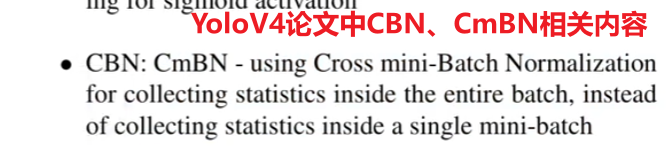 ing for sigmoid activation
YoloV4论文中CBN、CmBN相关内容
• CBN: CmBN - using Cross mini-Batch Normalization
for collecting statistics inside the entire batch, instead
of collecting statistics inside a single mini-batch